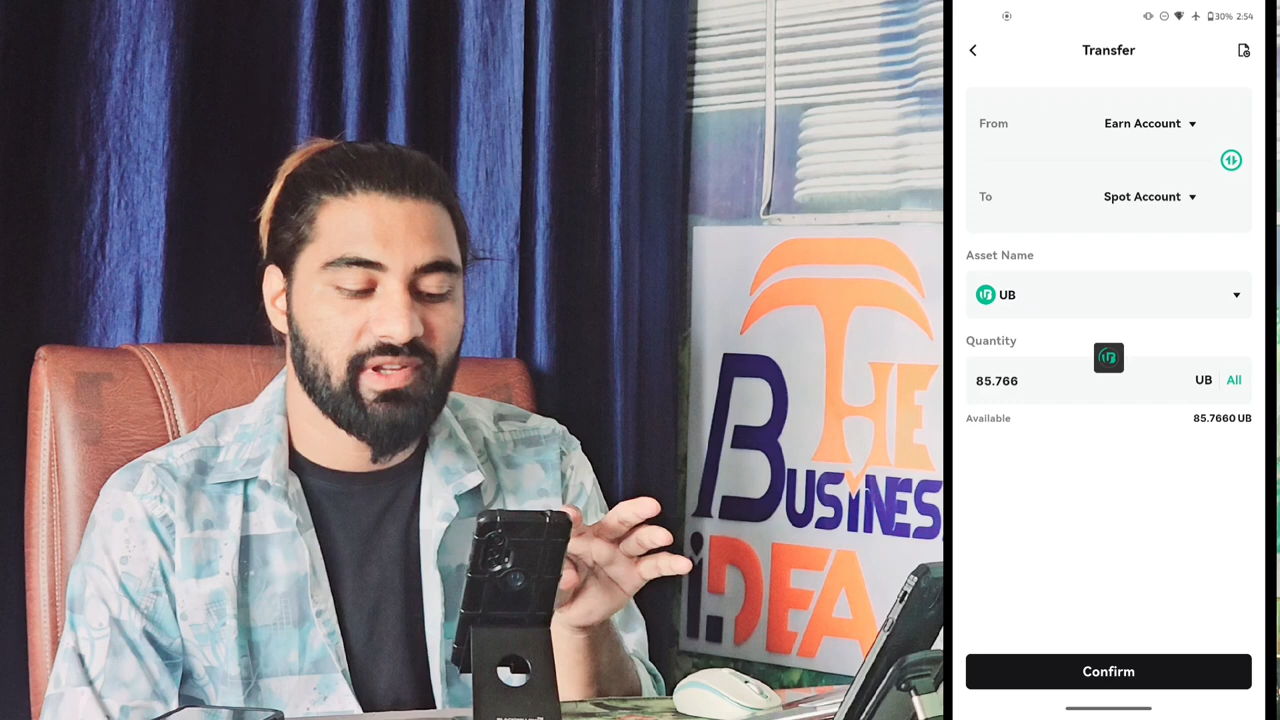 THE
BUSINES
iDEA
30% 2:54
Transfer
From
Earn Account
To
Spot Account
Asset Name
UB
Quantity
85.766
UB
All
Available
85.7660 UB
Confirm